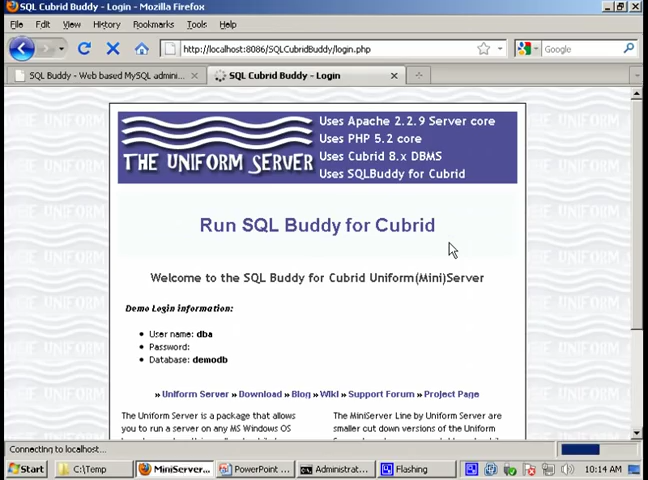 SQL Cubrid Buddy - Login - Mozilla Firefox
File Edit View History Bookmarks Tools Help
http://localhost:8086/SQLCubridBuddy/login.php
Google
SQL Buddy - Web based MySQL admini...
SQL Cubrid Buddy - Login
THE UNIFORM SERVER
Uses Apache 2.2.9 Server core
Uses PHP 5.2 core
Uses Cubrid 8.x DBMS
Uses SQLBuddy for Cubrid
Run SQL Buddy for Cubrid
Welcome to the SQL Buddy for Cubrid Uniform(Mini)Server
Demo Login information:
• User name: dba
• Password:
• Database: demodb
» Uniform Server » Download » Blog » Wiki » Support Forum » Project Page
The Uniform Server is a package that allows
you to run a server on any MS Windows OS
The MiniServer Line by Uniform Server are
smaller cut down versions of the Uniform
Connecting to localhost...
Start
C:\Temp
MiniServer...
PowerPoint ...
Administrat...
Flashing
10:14 AM